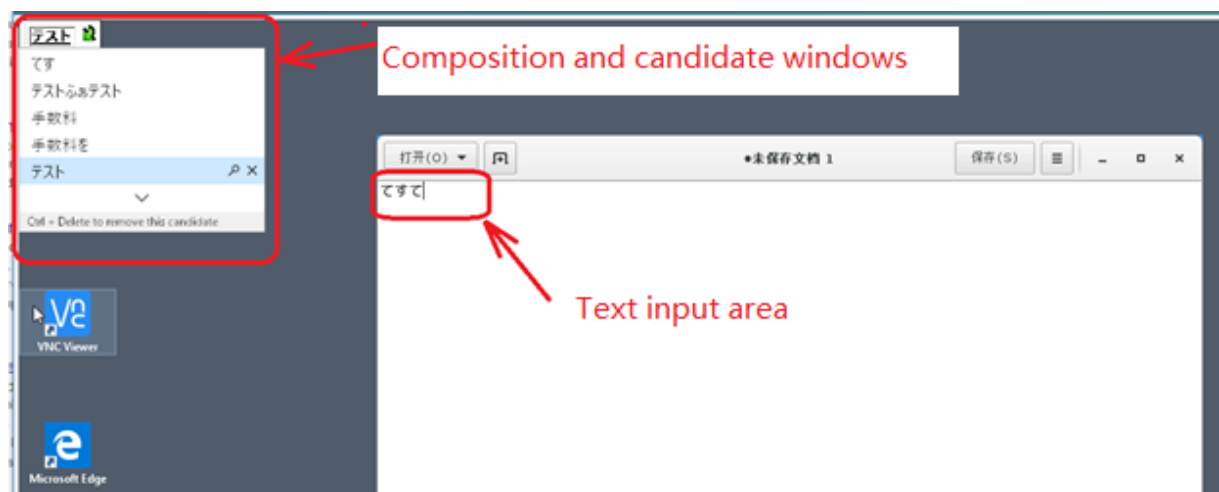 テスト
Composition and candidate windows
てす
テストふぁテスト
手数料
手数料を
テスト
Ctrl + Delete to remove this candidate
打开(O)
*未保存文档 1
保存(S)
てすて
Text input area
VNC Viewer
Microsoft Edge